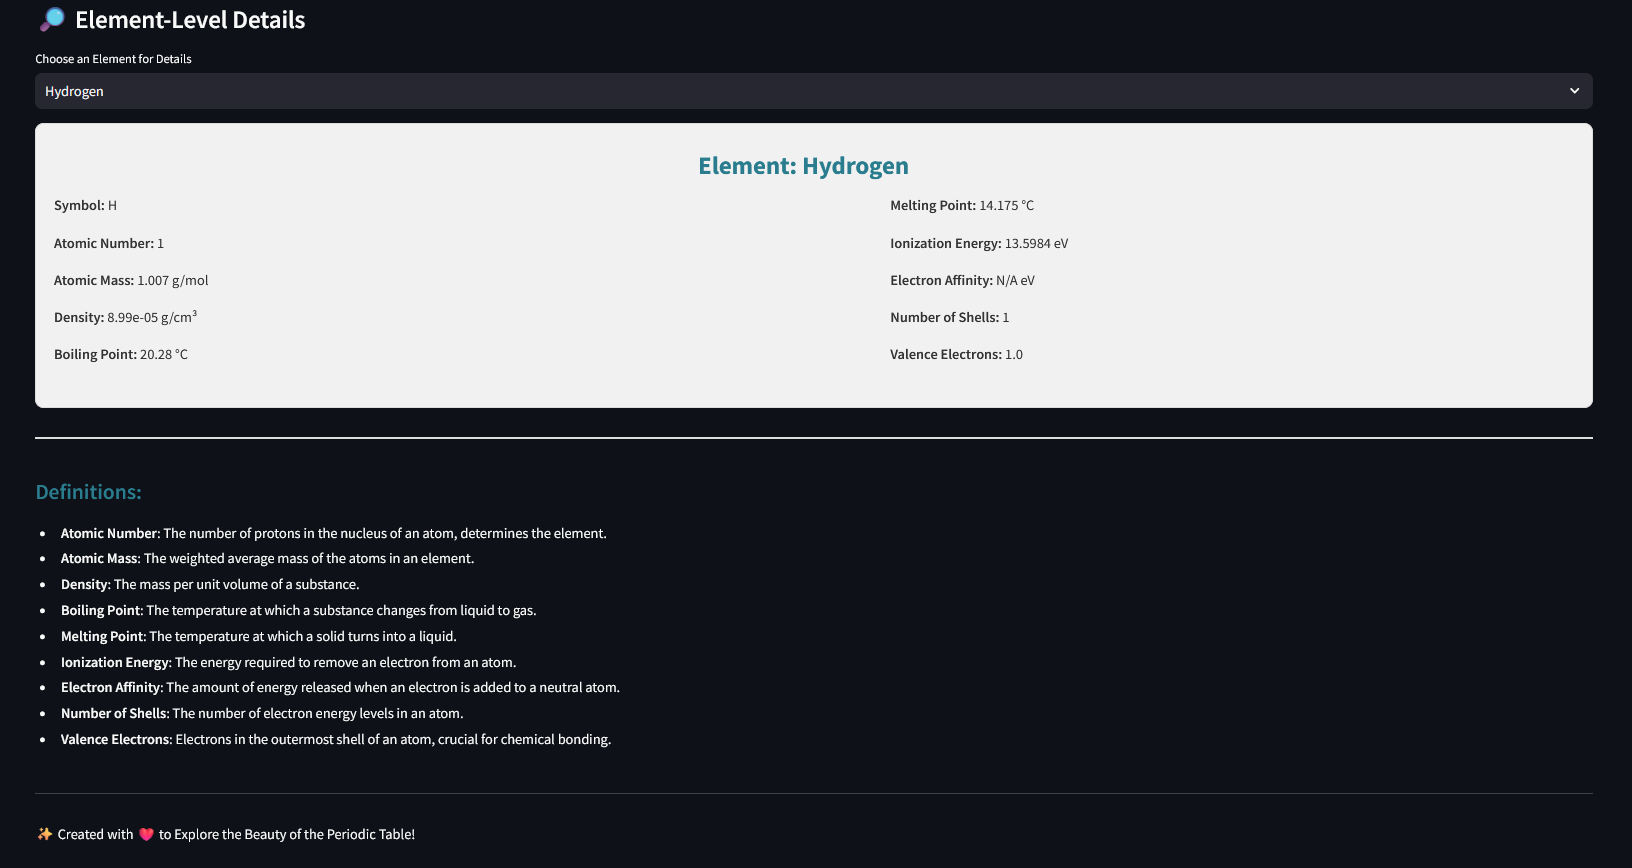 🔎 Element-Level Details
Choose an Element for Details
Hydrogen
Element: Hydrogen
Symbol: H
Atomic Number: 1
Atomic Mass: 1.007 g/mol
Density: 8.99e-05 g/cm³
Boiling Point: 20.28 °C
Melting Point: 14.175 °C
Ionization Energy: 13.5984 eV
Electron Affinity: N/A eV
Number of Shells: 1
Valence Electrons: 1.0
Definitions:
• Atomic Number: The number of protons in the nucleus of an atom, determines the element.
• Atomic Mass: The weighted average mass of the atoms in an element.
• Density: The mass per unit volume of a substance.
• Boiling Point: The temperature at which a substance changes from liquid to gas.
• Melting Point: The temperature at which a solid turns into a liquid.
• Ionization Energy: The energy required to remove an electron from an atom.
• Electron Affinity: The amount of energy released when an electron is added to a neutral atom.
• Number of Shells: The number of electron energy levels in an atom.
• Valence Electrons: Electrons in the outermost shell of an atom, crucial for chemical bonding.
✨ Created with ❤️ to Explore the Beauty of the Periodic Table!